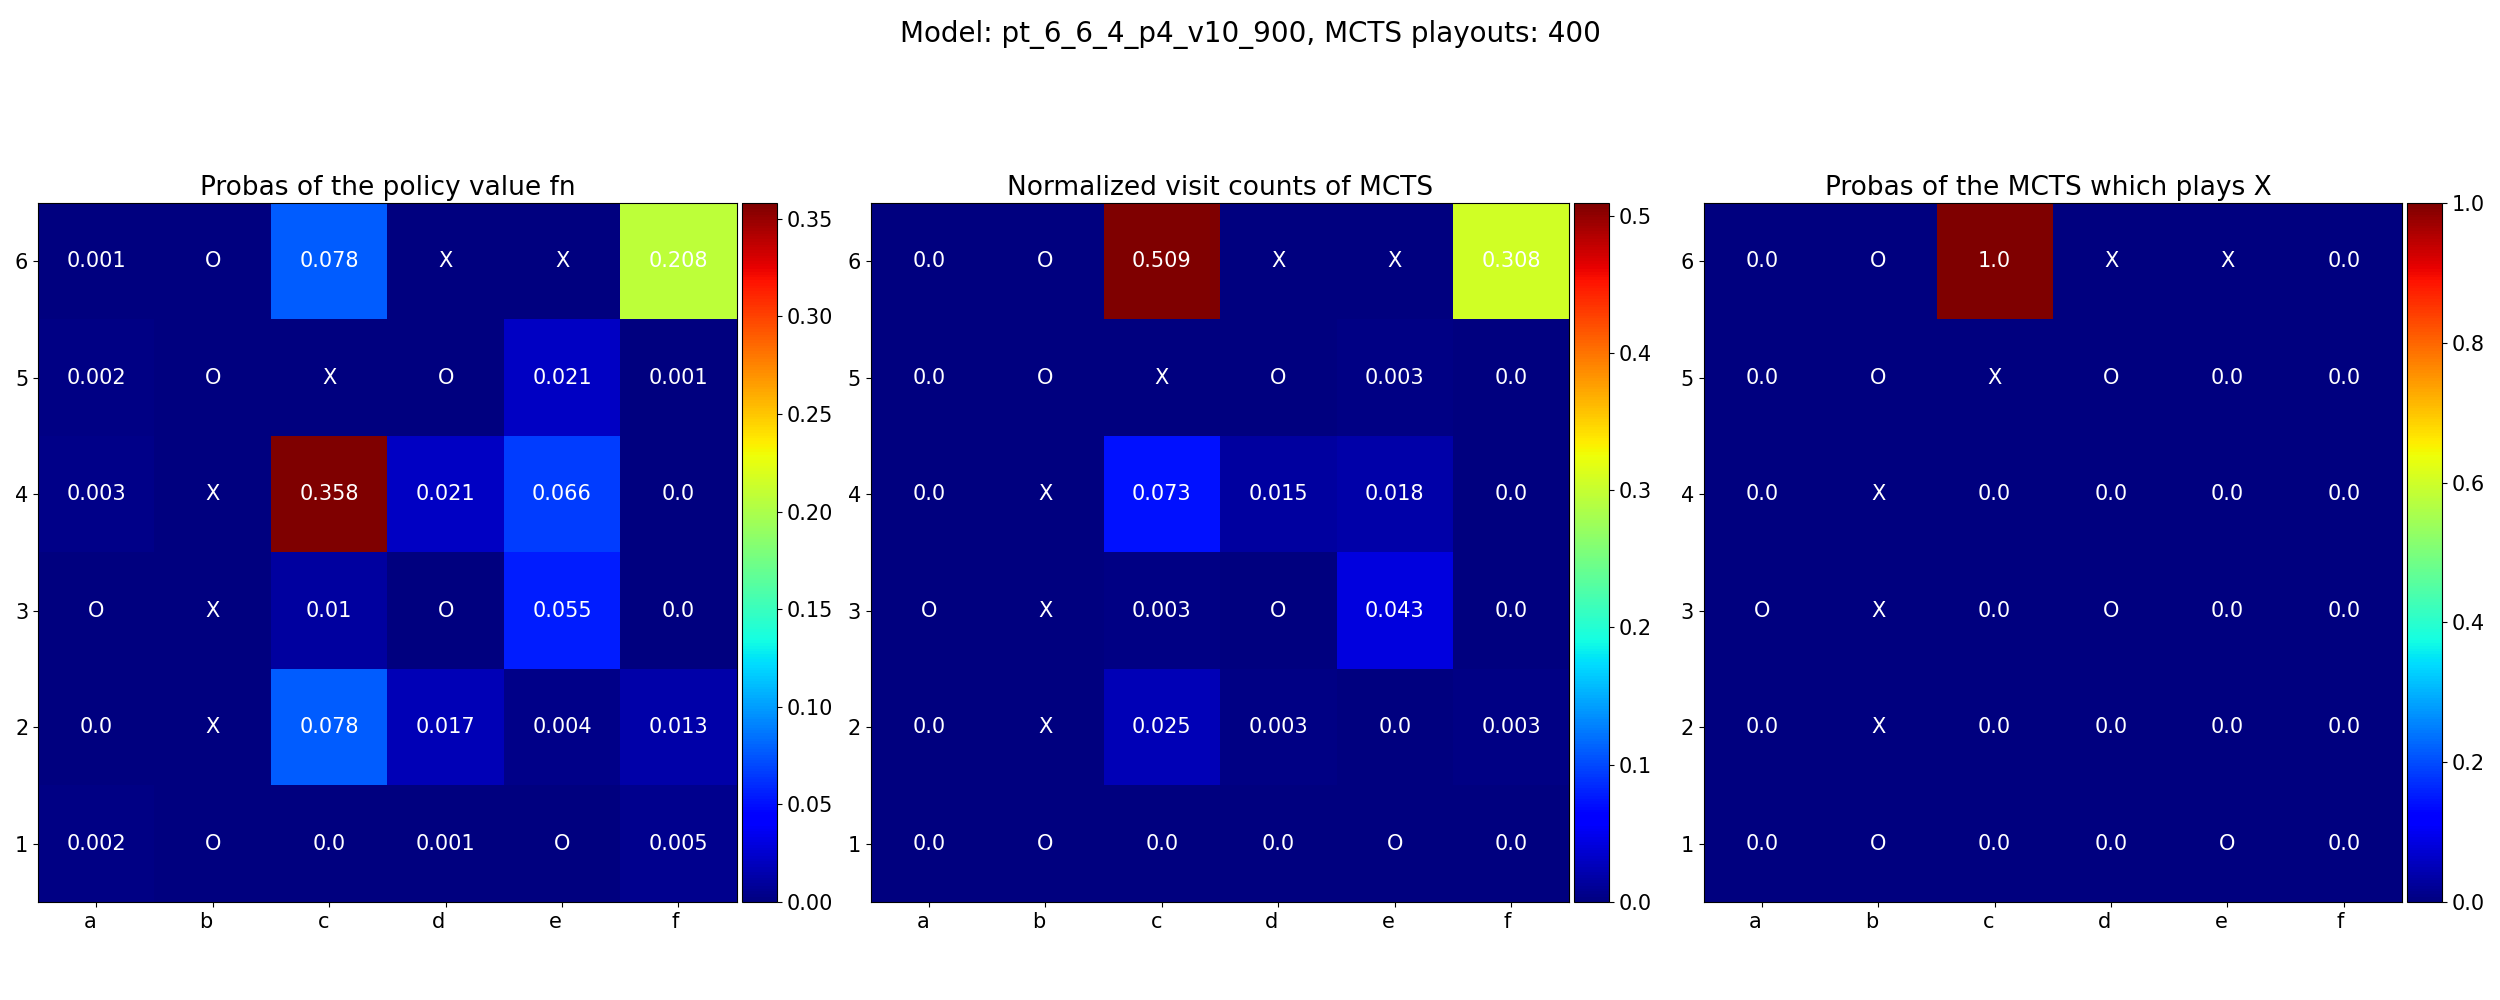 Model: pt_6_6_4_p4_v10_900, MCTS playouts: 400
Probas of the policy value fn
6 0.001 O 0.078 X X 0.208
5 0.002 O X O 0.021 0.001
4 0.003 X 0.358 0.021 0.066 0.0
3 O X 0.01 O 0.055 0.0
2 0.0 X 0.078 0.017 0.004 0.013
1 0.002 O 0.0 0.001 O 0.005
a b c d e f
0.35
0.30
0.25
0.20
0.15
0.10
0.05
0.00
Normalized visit counts of MCTS
6 0.0 O 0.509 X X 0.308
5 0.0 O X O 0.003 0.0
4 0.0 X 0.073 0.015 0.018 0.0
3 O X 0.003 O 0.043 0.0
2 0.0 X 0.025 0.003 0.0 0.003
1 0.0 O 0.0 0.0 O 0.0
a b c d e f
0.5
0.4
0.3
0.2
0.1
0.0
Probas of the MCTS which plays X
6 0.0 O 1.0 X X 0.0
5 0.0 O X O 0.0 0.0
4 0.0 X 0.0 0.0 0.0 0.0
3 O X 0.0 O 0.0 0.0
2 0.0 X 0.0 0.0 0.0 0.0
1 0.0 O 0.0 0.0 O 0.0
a b c d e f
1.0
0.8
0.6
0.4
0.2
0.0